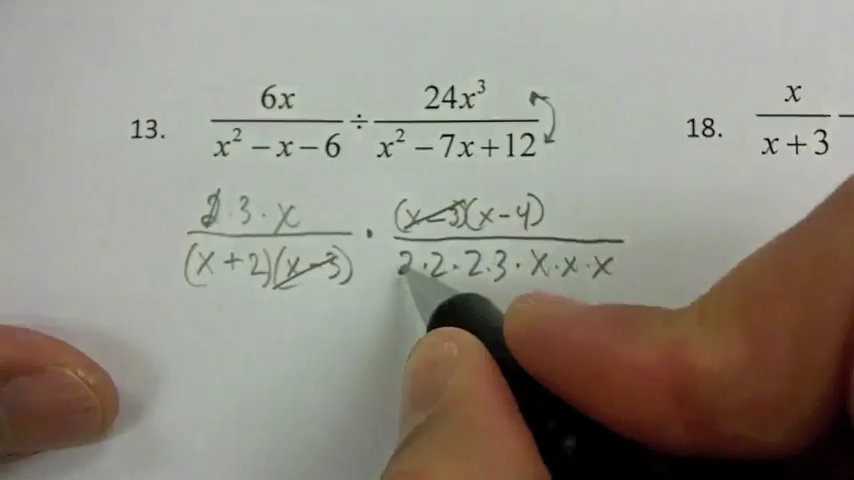 13. 6x / x² − x − 6 ÷ 24x³ / x² − 7x + 12
18. x / x + 3 −
2 · 3 · x / (x + 2)(x − 3) · (x − 3)(x − 4) / 2 · 2 · 2 · 3 · x · x · x